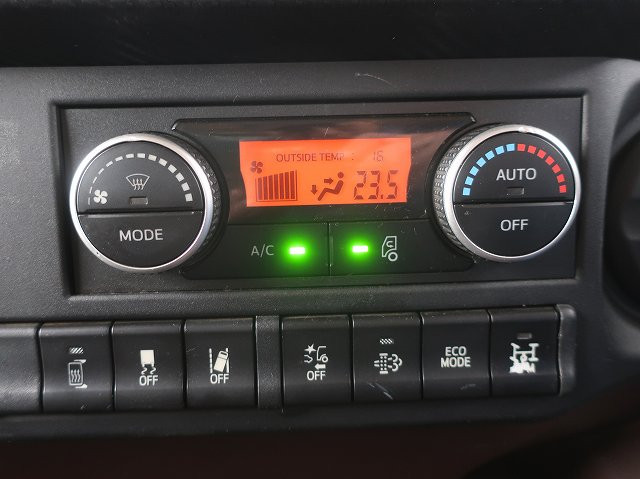 OUTSIDE TEMP : 16
23.5
MODE
AUTO
OFF
A/C
OFF
OFF
OFF
ECO
MODE